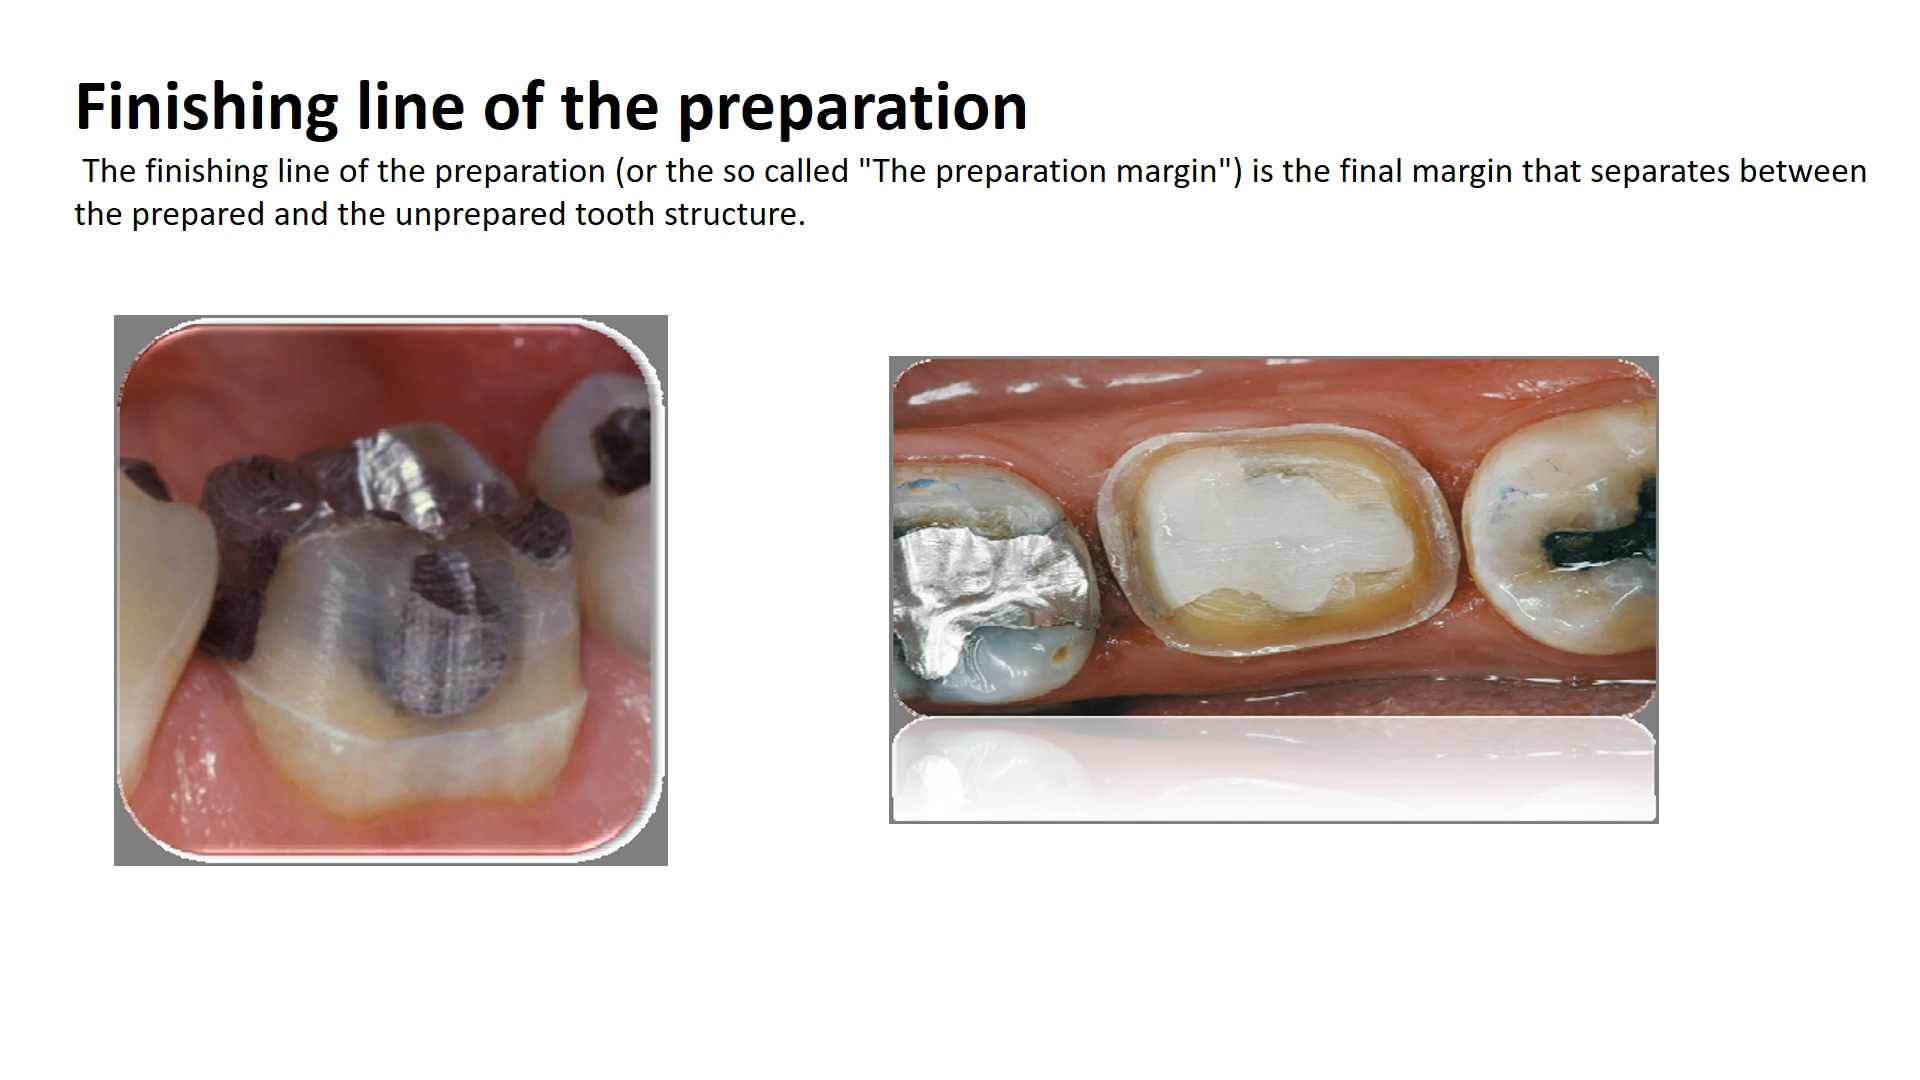 Finishing line of the preparation
The finishing line of the preparation (or the so called "The preparation margin") is the final margin that separates between
the prepared and the unprepared tooth structure.